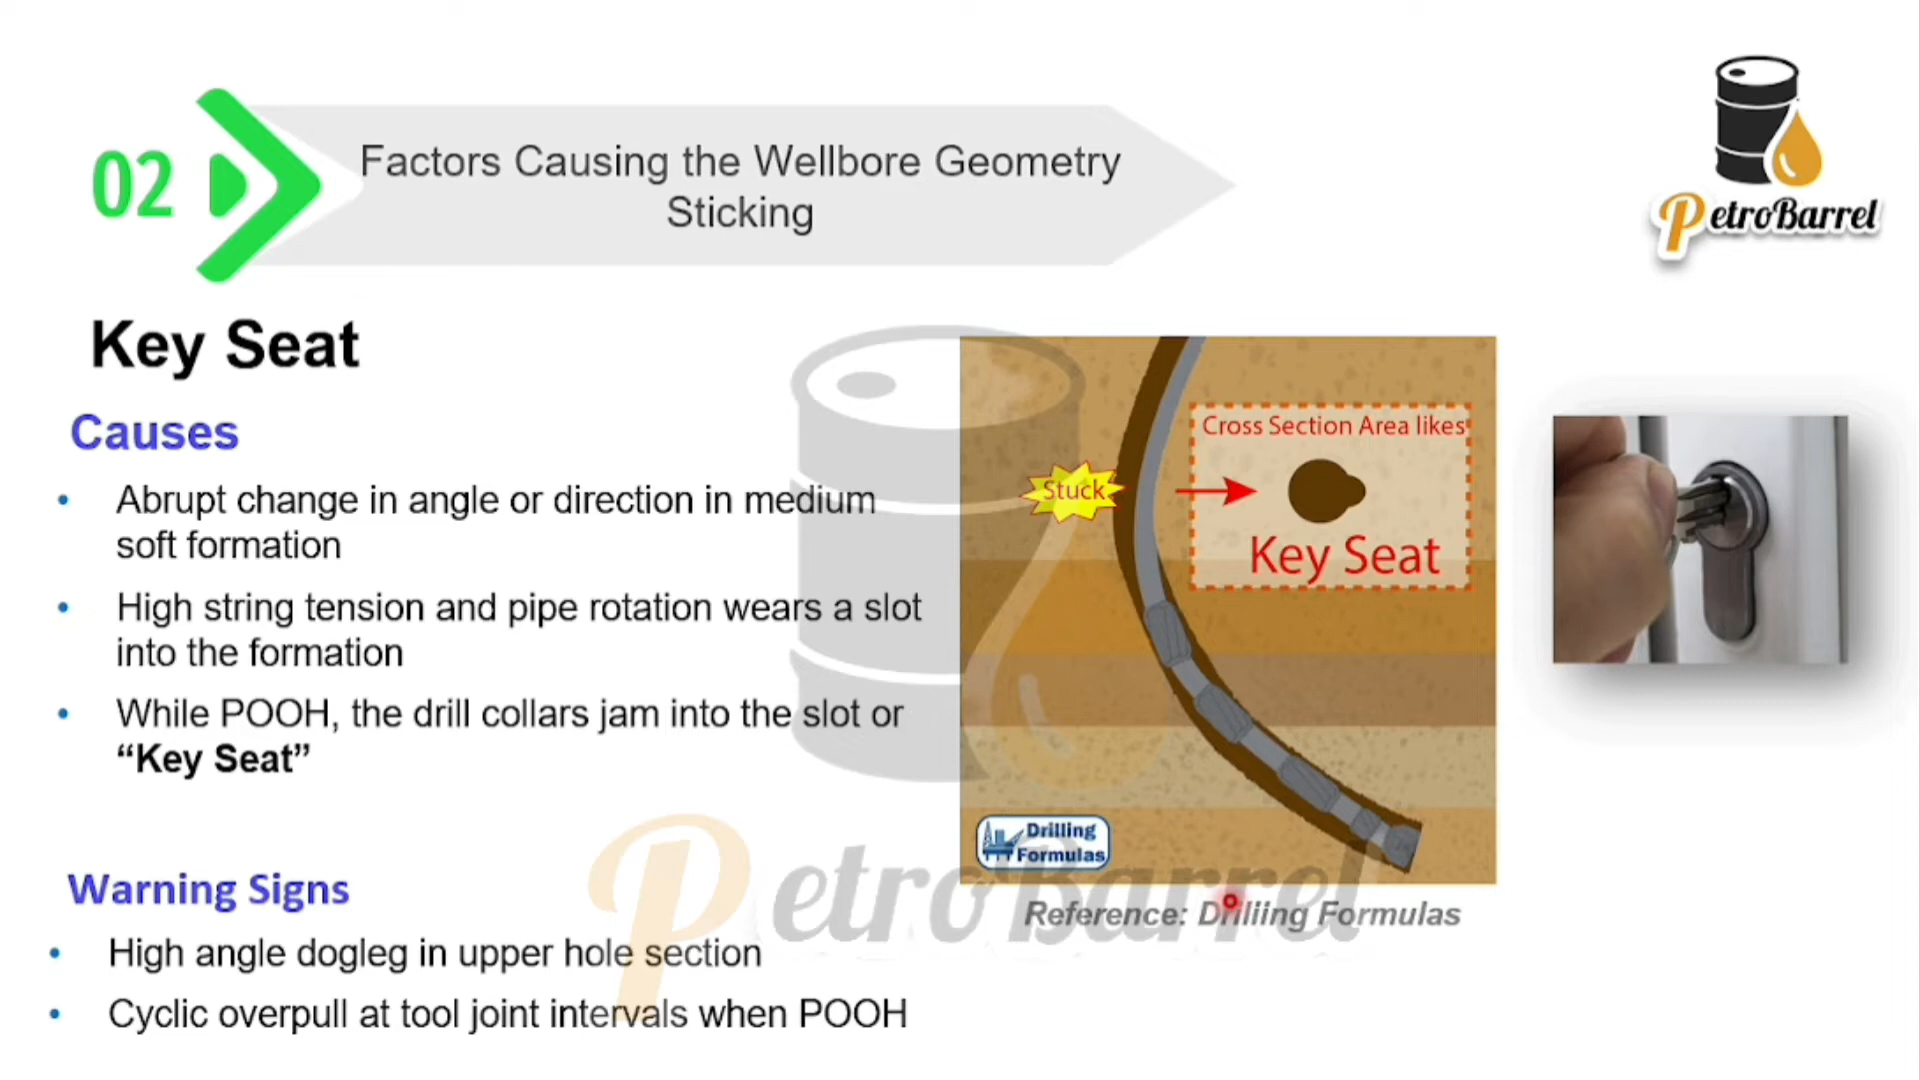 02
Factors Causing the Wellbore Geometry
Sticking
PetroBarrel
Key Seat
Causes
• Abrupt change in angle or direction in medium
soft formation
• High string tension and pipe rotation wears a slot
into the formation
• While POOH, the drill collars jam into the slot or
“Key Seat”
Warning Signs
• High angle dogleg in upper hole section
• Cyclic overpull at tool joint intervals when POOH
Stuck
Cross Section Area likes
Key Seat
Drilling
Formulas
Reference: Driliing Formulas
PetroBarrel